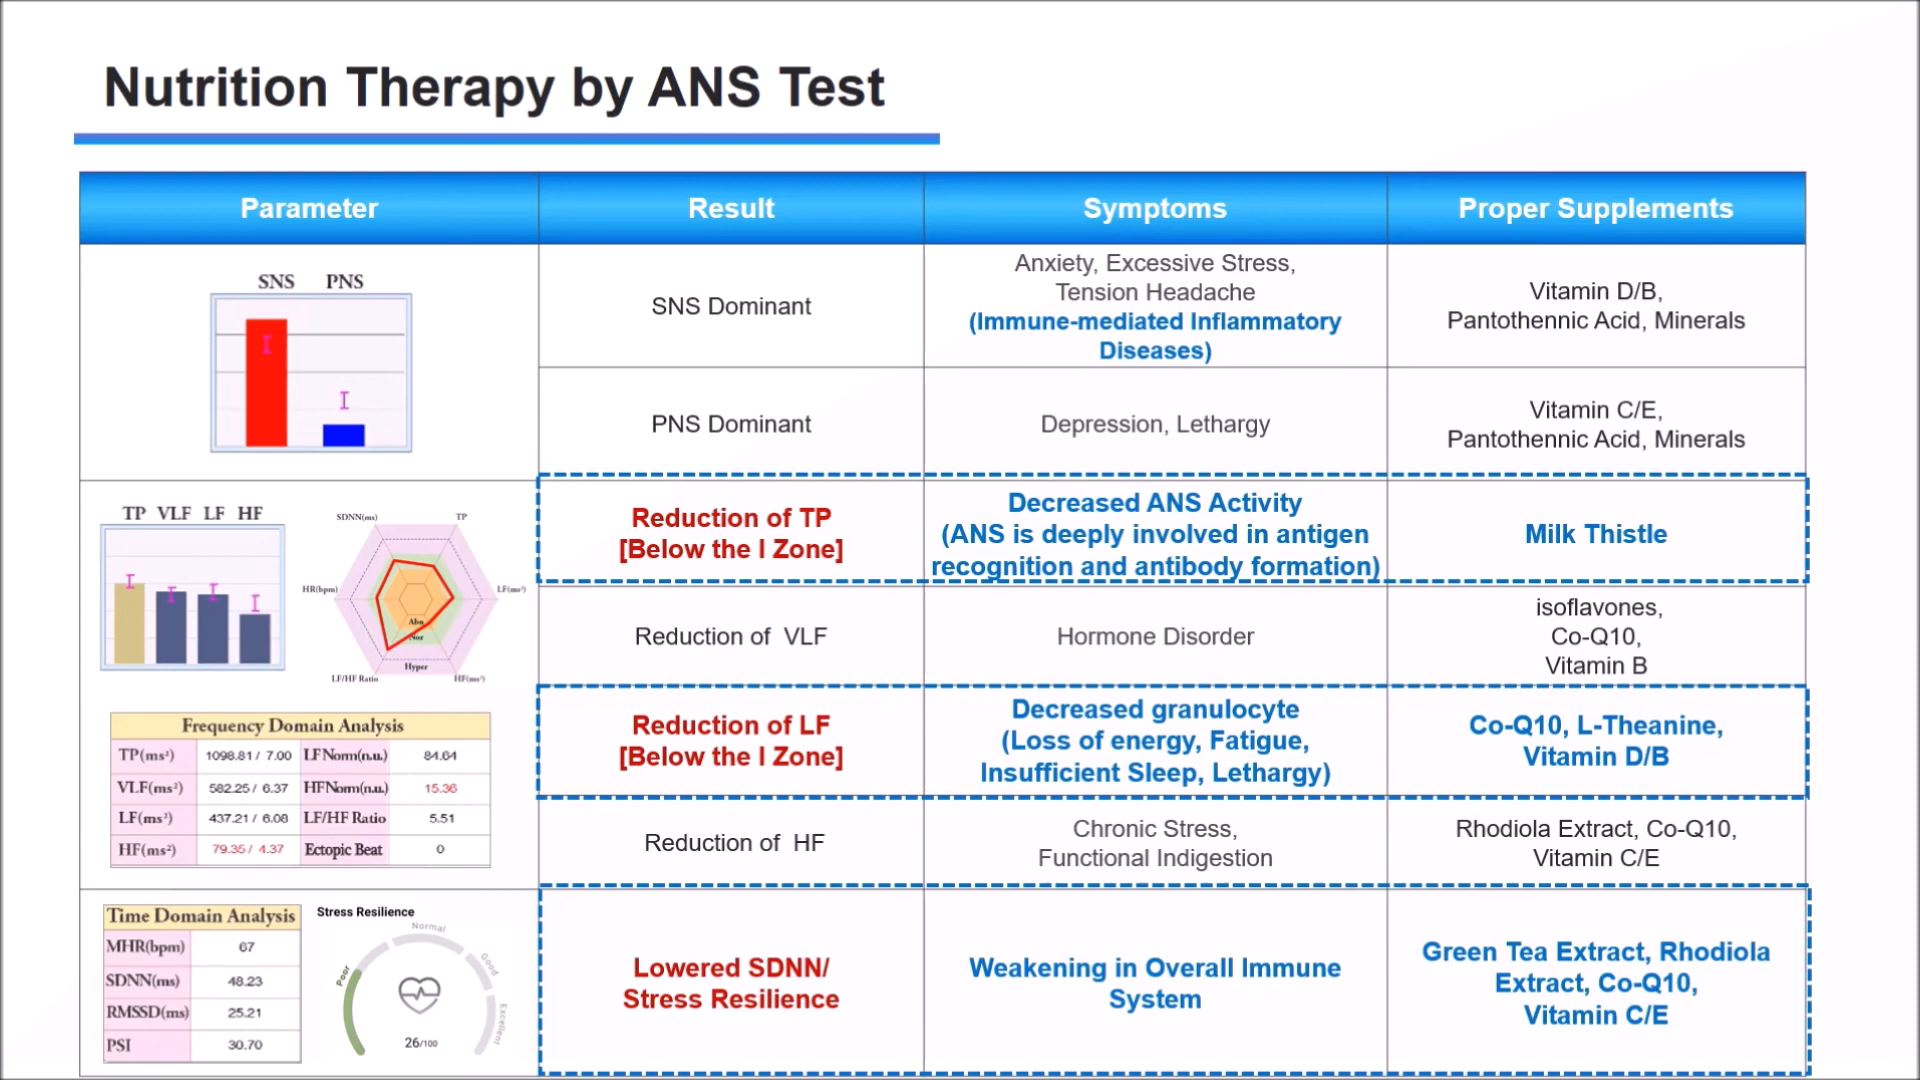 Nutrition Therapy by ANS Test
Parameter
Result
Symptoms
Proper Supplements
SNS PNS
SNS Dominant
Anxiety, Excessive Stress,
Tension Headache
(Immune-mediated Inflammatory
Diseases)
Vitamin D/B,
Pantothennic Acid, Minerals
PNS Dominant
Depression, Lethargy
Vitamin C/E,
Pantothennic Acid, Minerals
TP VLF LF HF
SDNN(ms)
TP
HR(bpm)
LF(ms²)
Abn
Nor
Hyper
LF/HF Ratio
HF(ms²)
Reduction of TP
[Below the I Zone]
Decreased ANS Activity
(ANS is deeply involved in antigen
recognition and antibody formation)
Milk Thistle
Reduction of VLF
Hormone Disorder
isoflavones,
Co-Q10,
Vitamin B
Frequency Domain Analysis
TP(ms²) 1098.81 / 7.00 LF Norm(n.u.) 84.64
VLF(ms²) 582.25 / 6.37 HF Norm(n.u.) 15.36
LF(ms²) 437.21 / 6.08 LF/HF Ratio 5.51
HF(ms²) 79.35 / 4.37 Ectopic Beat 0
Reduction of LF
[Below the I Zone]
Decreased granulocyte
(Loss of energy, Fatigue,
Insufficient Sleep, Lethargy)
Co-Q10, L-Theanine,
Vitamin D/B
Reduction of HF
Chronic Stress,
Functional Indigestion
Rhodiola Extract, Co-Q10,
Vitamin C/E
Time Domain Analysis
MHR(bpm) 67
SDNN(ms) 48.23
RMSSD(ms) 25.21
PSI 30.70
Stress Resilience
Poor
Normal
Good
Excellent
26/100
Lowered SDNN/
Stress Resilience
Weakening in Overall Immune
System
Green Tea Extract, Rhodiola
Extract, Co-Q10,
Vitamin C/E